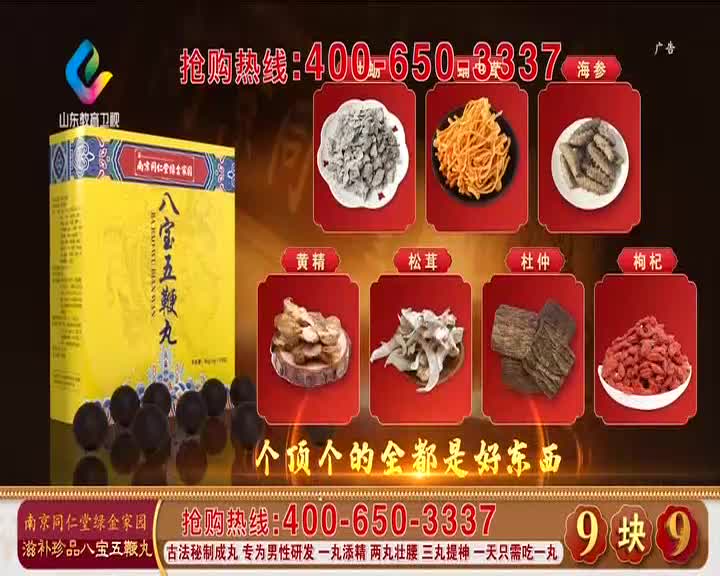 抢购热线:400-650-3337
广告
山东教育卫视
海参
南京同仁堂绿金家园
八宝五鞭丸
BA BAO WU BIAN WAN
黄精
松茸
杜仲
枸杞
个顶个的全都是好东西
南京同仁堂绿金家园
滋补珍品八宝五鞭丸
抢购热线:400-650-3337
古法秘制成丸 专为男性研发 一丸添精 两丸壮腰 三丸提神 一天只需吃一丸
9块9